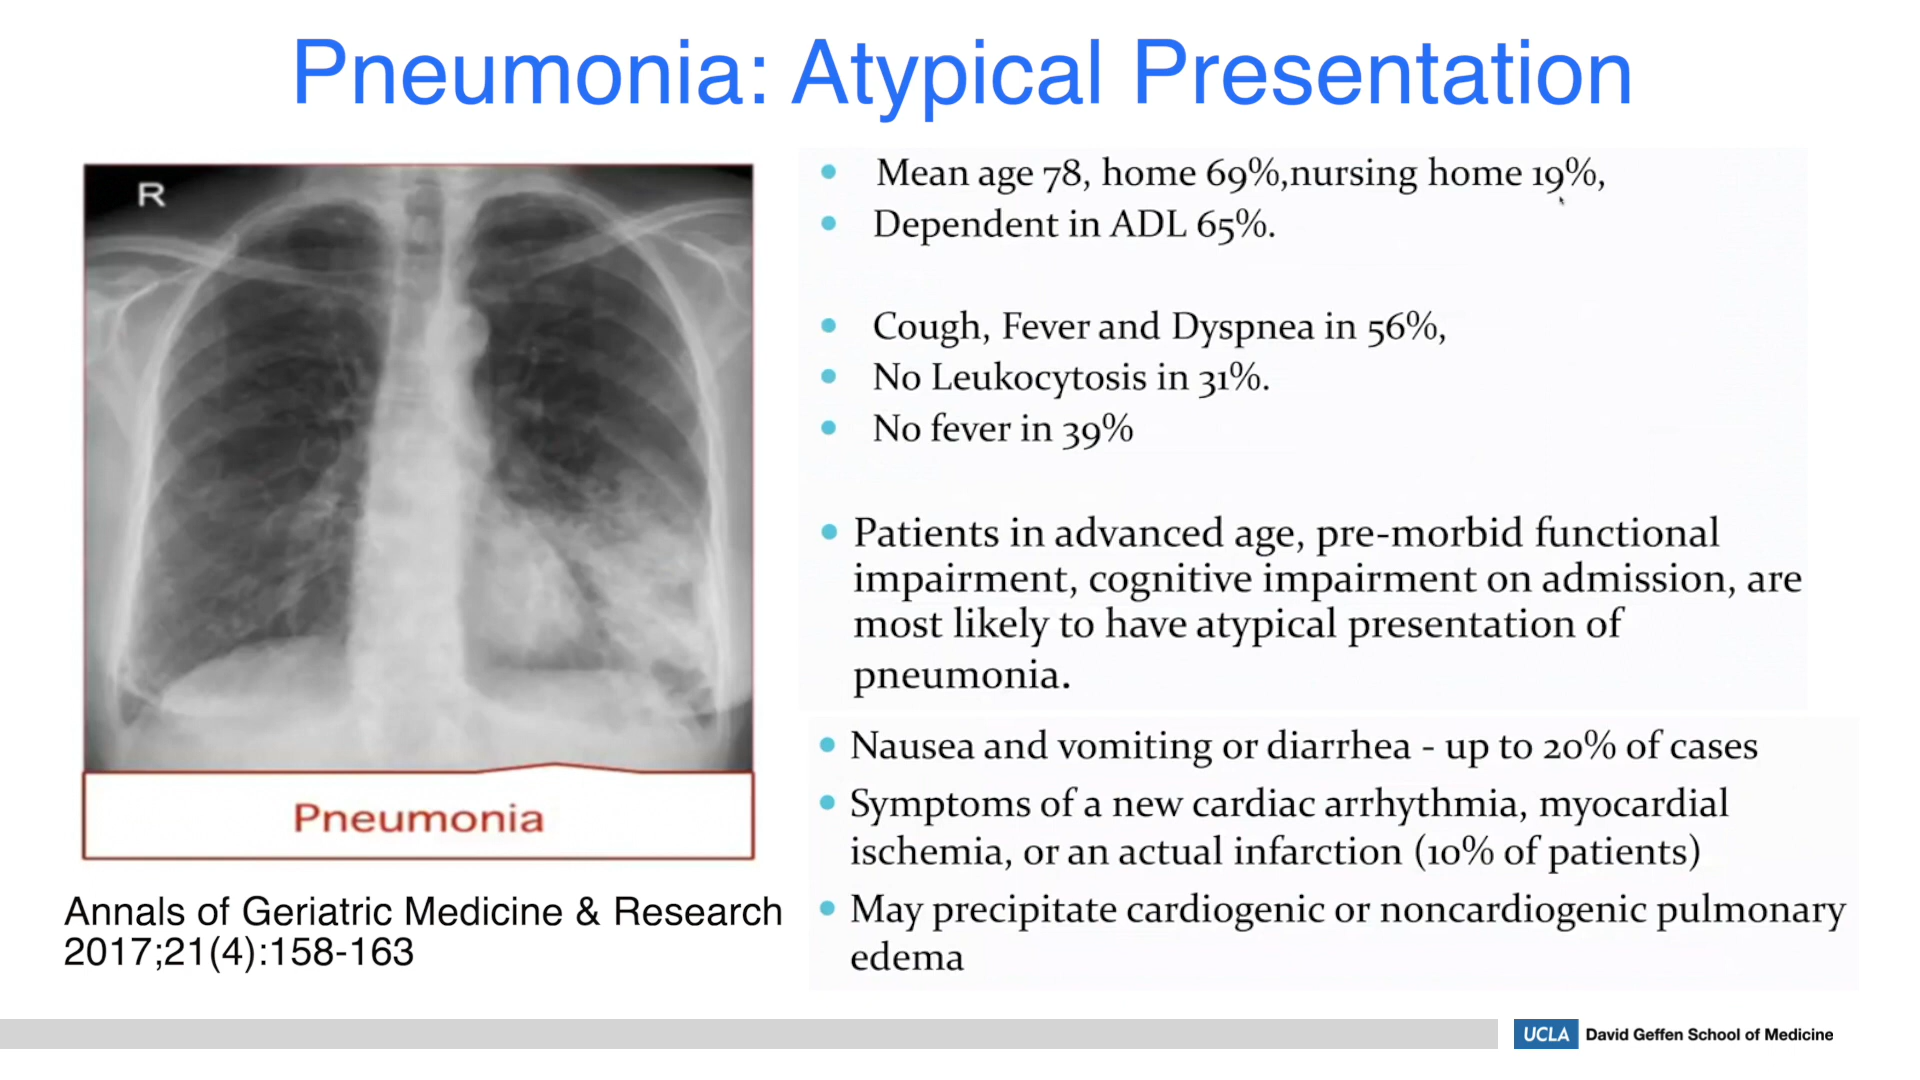 Pneumonia: Atypical Presentation
R
Pneumonia
Annals of Geriatric Medicine & Research
2017;21(4):158-163
• Mean age 78, home 69%,nursing home 19%,
• Dependent in ADL 65%.
• Cough, Fever and Dyspnea in 56%,
• No Leukocytosis in 31%.
• No fever in 39%
• Patients in advanced age, pre-morbid functional
impairment, cognitive impairment on admission, are
most likely to have atypical presentation of
pneumonia.
• Nausea and vomiting or diarrhea - up to 20% of cases
• Symptoms of a new cardiac arrhythmia, myocardial
ischemia, or an actual infarction (10% of patients)
• May precipitate cardiogenic or noncardiogenic pulmonary
edema
UCLA David Geffen School of Medicine